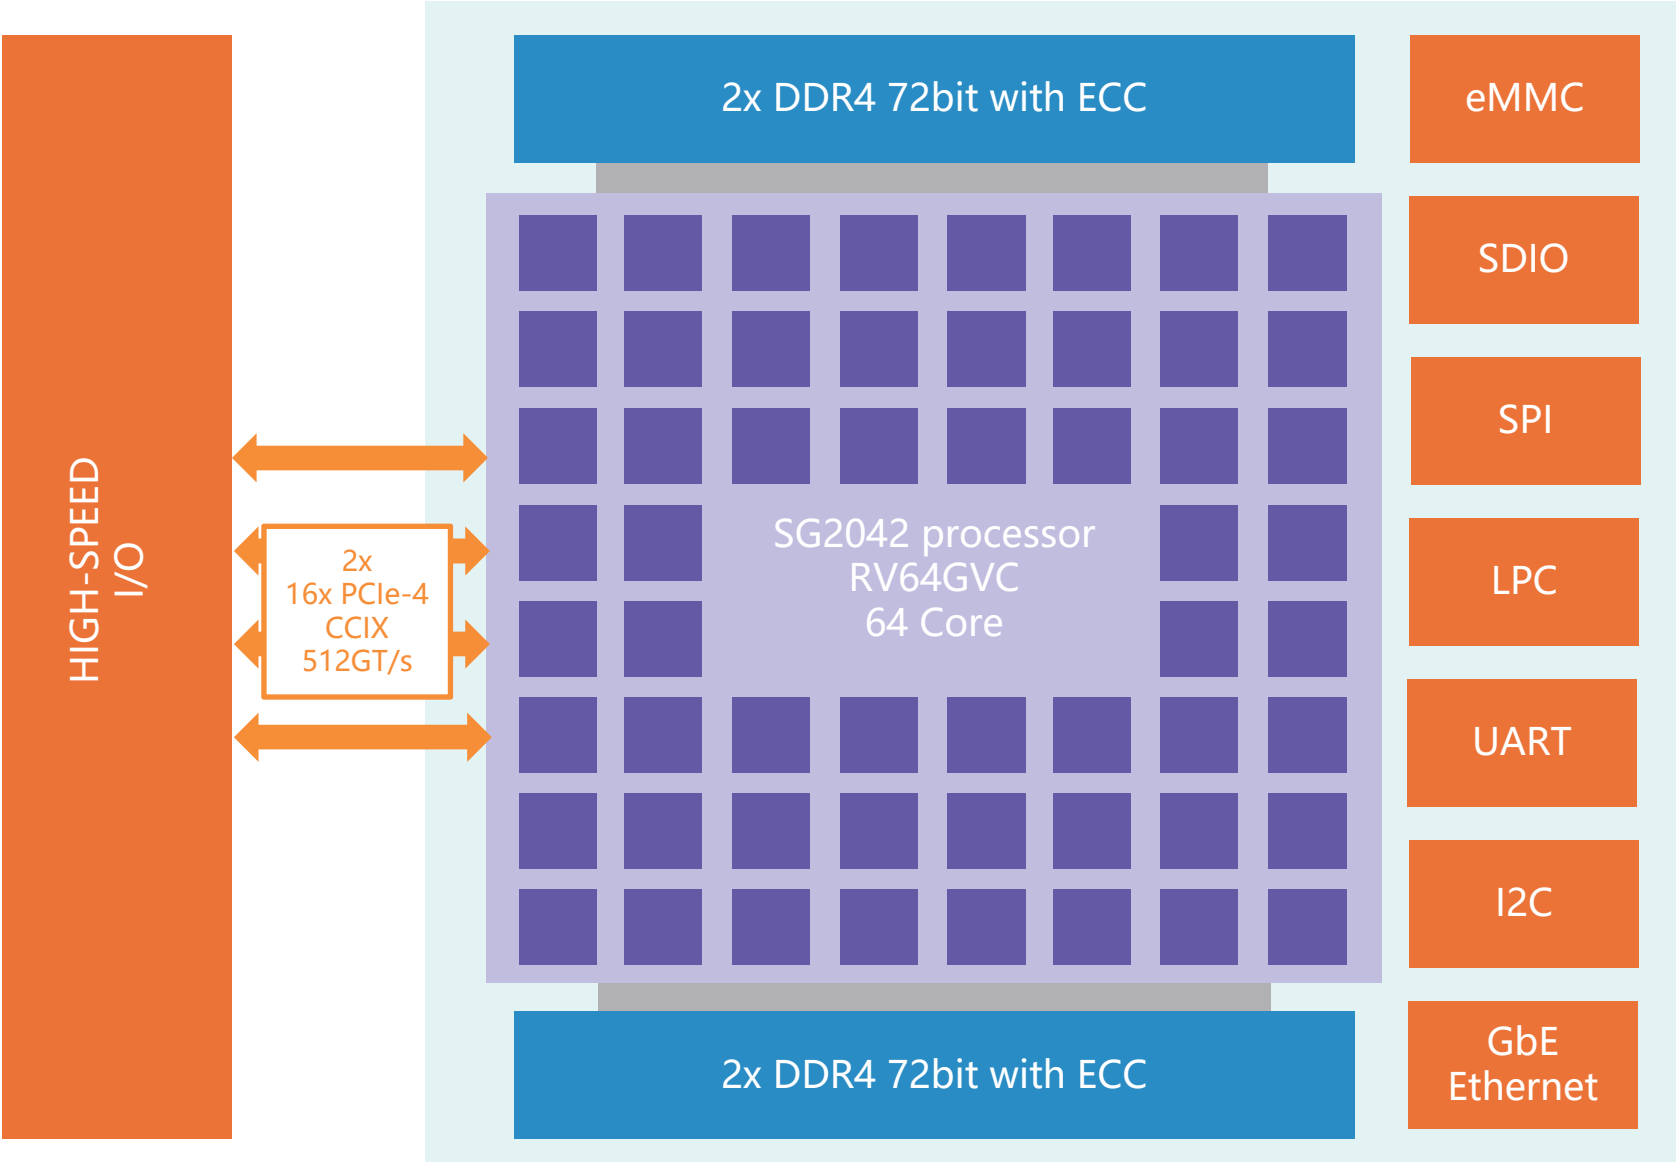 HIGH-SPEED
I/O
2x
16x PCIe-4
CCIX
512GT/s
2x DDR4 72bit with ECC
SG2042 processor
RV64GVC
64 Core
2x DDR4 72bit with ECC
eMMC
SDIO
SPI
LPC
UART
I2C
GbE
Ethernet